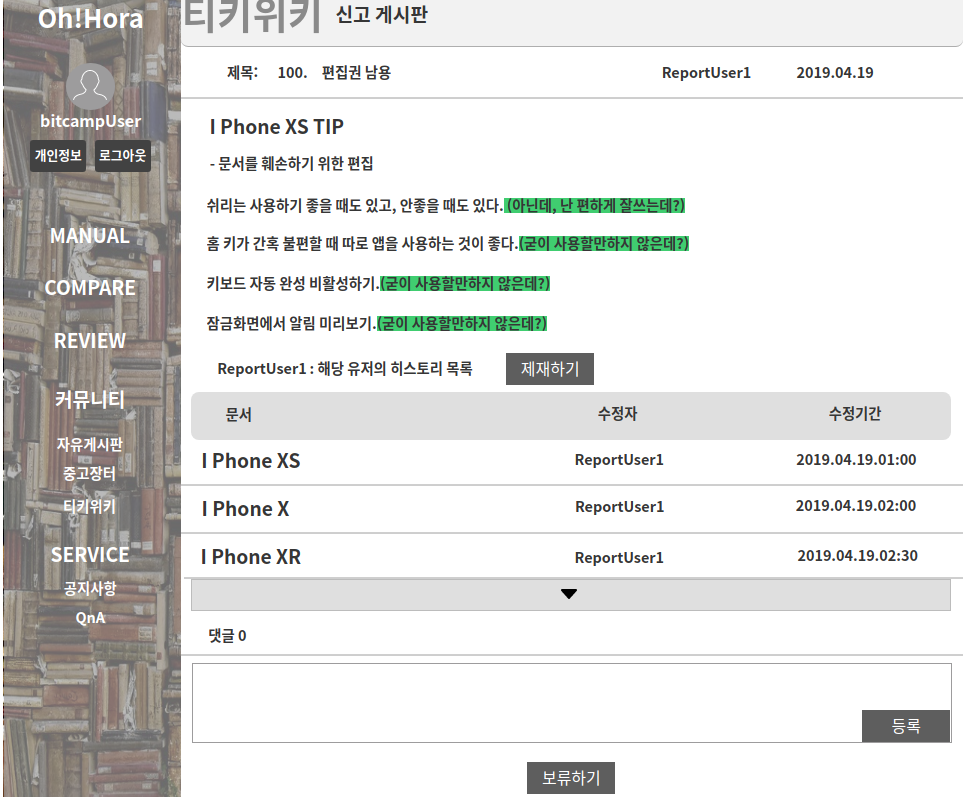 Oh!Hora
bitcampUser
개인정보 로그아웃
MANUAL
COMPARE
REVIEW
커뮤니티
자유게시판
중고장터
티키위키
SERVICE
공지사항
QnA
티키위키 신고 게시판
제목: 100. 편집권 남용 ReportUser1 2019.04.19
I Phone XS TIP
- 문서를 훼손하기 위한 편집
쉬리는 사용하기 좋을 때도 있고, 안좋을 때도 있다.(아닌데, 난 편하게 잘쓰는데?)
홈 키가 간혹 불편할 때 따로 앱을 사용하는 것이 좋다.(굳이 사용할만하지 않은데?)
키보드 자동 완성 비활성하기.(굳이 사용할만하지 않은데?)
잠금화면에서 알림 미리보기.(굳이 사용할만하지 않은데?)
ReportUser1 : 해당 유저의 히스토리 목록 제재하기
문서 수정자 수정기간
I Phone XS ReportUser1 2019.04.19.01:00
I Phone X ReportUser1 2019.04.19.02:00
I Phone XR ReportUser1 2019.04.19.02:30
댓글 0
등록
보류하기